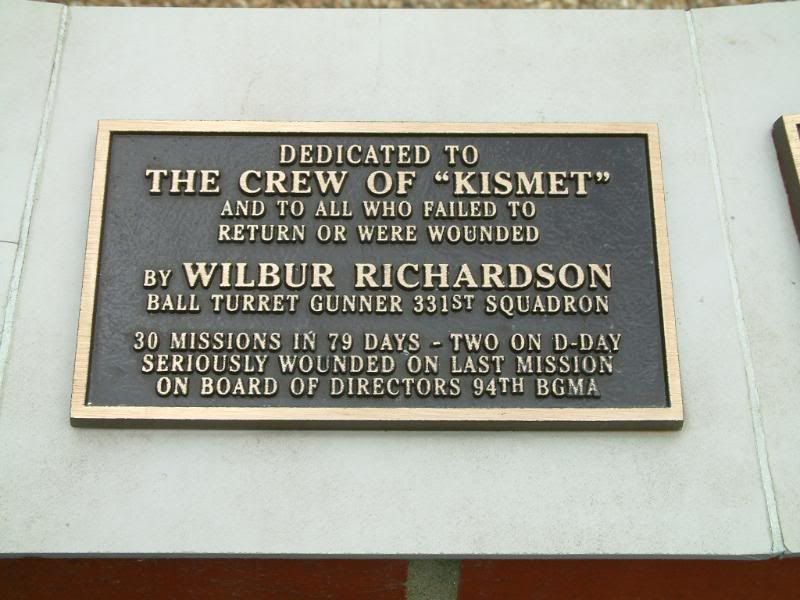 DEDICATED TO
THE CREW OF "KISMET"
AND TO ALL WHO FAILED TO
RETURN OR WERE WOUNDED
BY WILBUR RICHARDSON
BALL TURRET GUNNER 331ST SQUADRON
30 MISSIONS IN 79 DAYS - TWO ON D-DAY
SERIOUSLY WOUNDED ON LAST MISSION
ON BOARD OF DIRECTORS 94TH BGMA